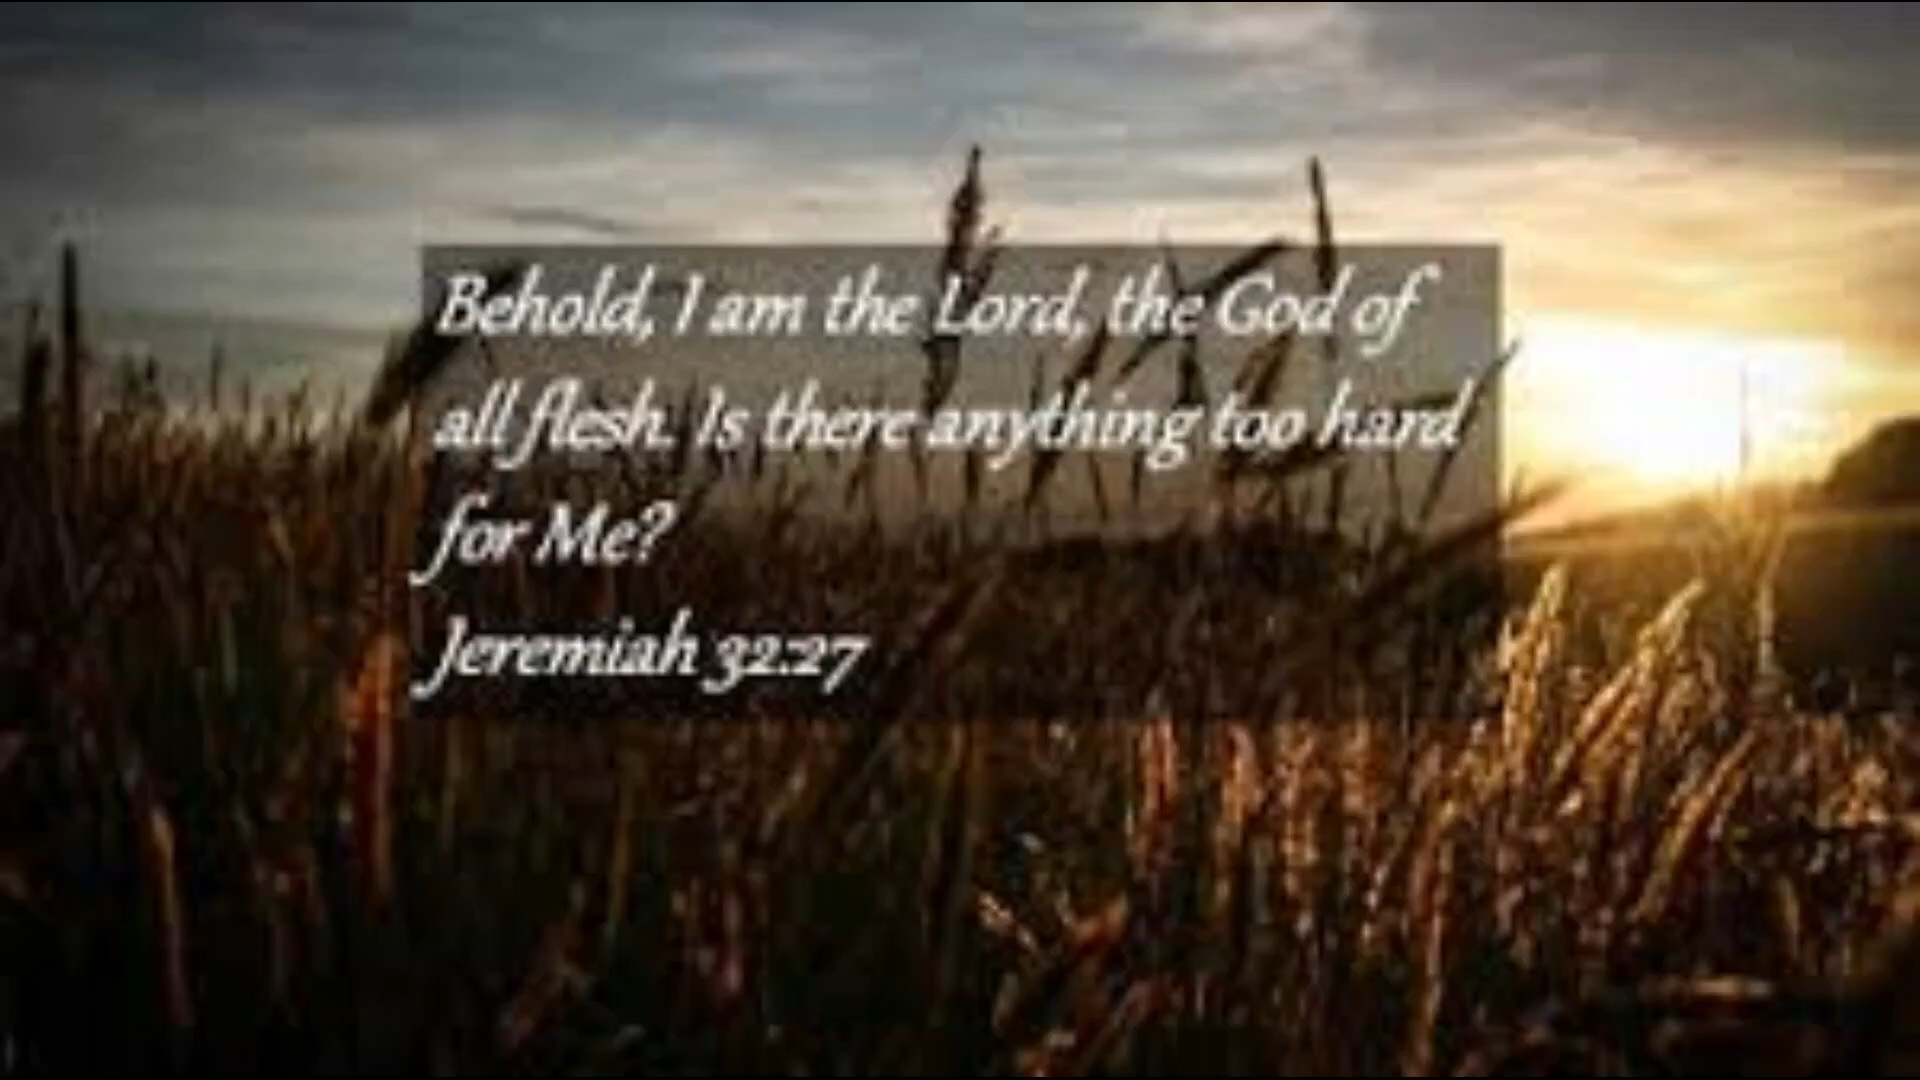 Behold, I am the Lord, the God of
all flesh. Is there anything too hard
for Me?
Jeremiah 32:27